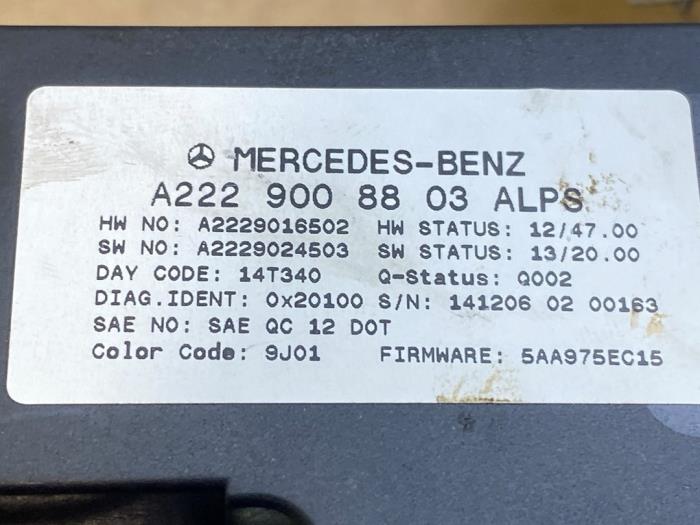 MERCEDES-BENZ
A222 900 88 03 ALPS
HW NO: A2229016502 HW STATUS: 12/47.00
SW NO: A2229024503 SW STATUS: 13/20.00
DAY CODE: 14T340 Q-Status: Q002
DIAG.IDENT: 0x20100 S/N: 141206 02 00163
SAE NO: SAE QC 12 DOT
Color Code: 9J01 FIRMWARE: 5AA975EC15